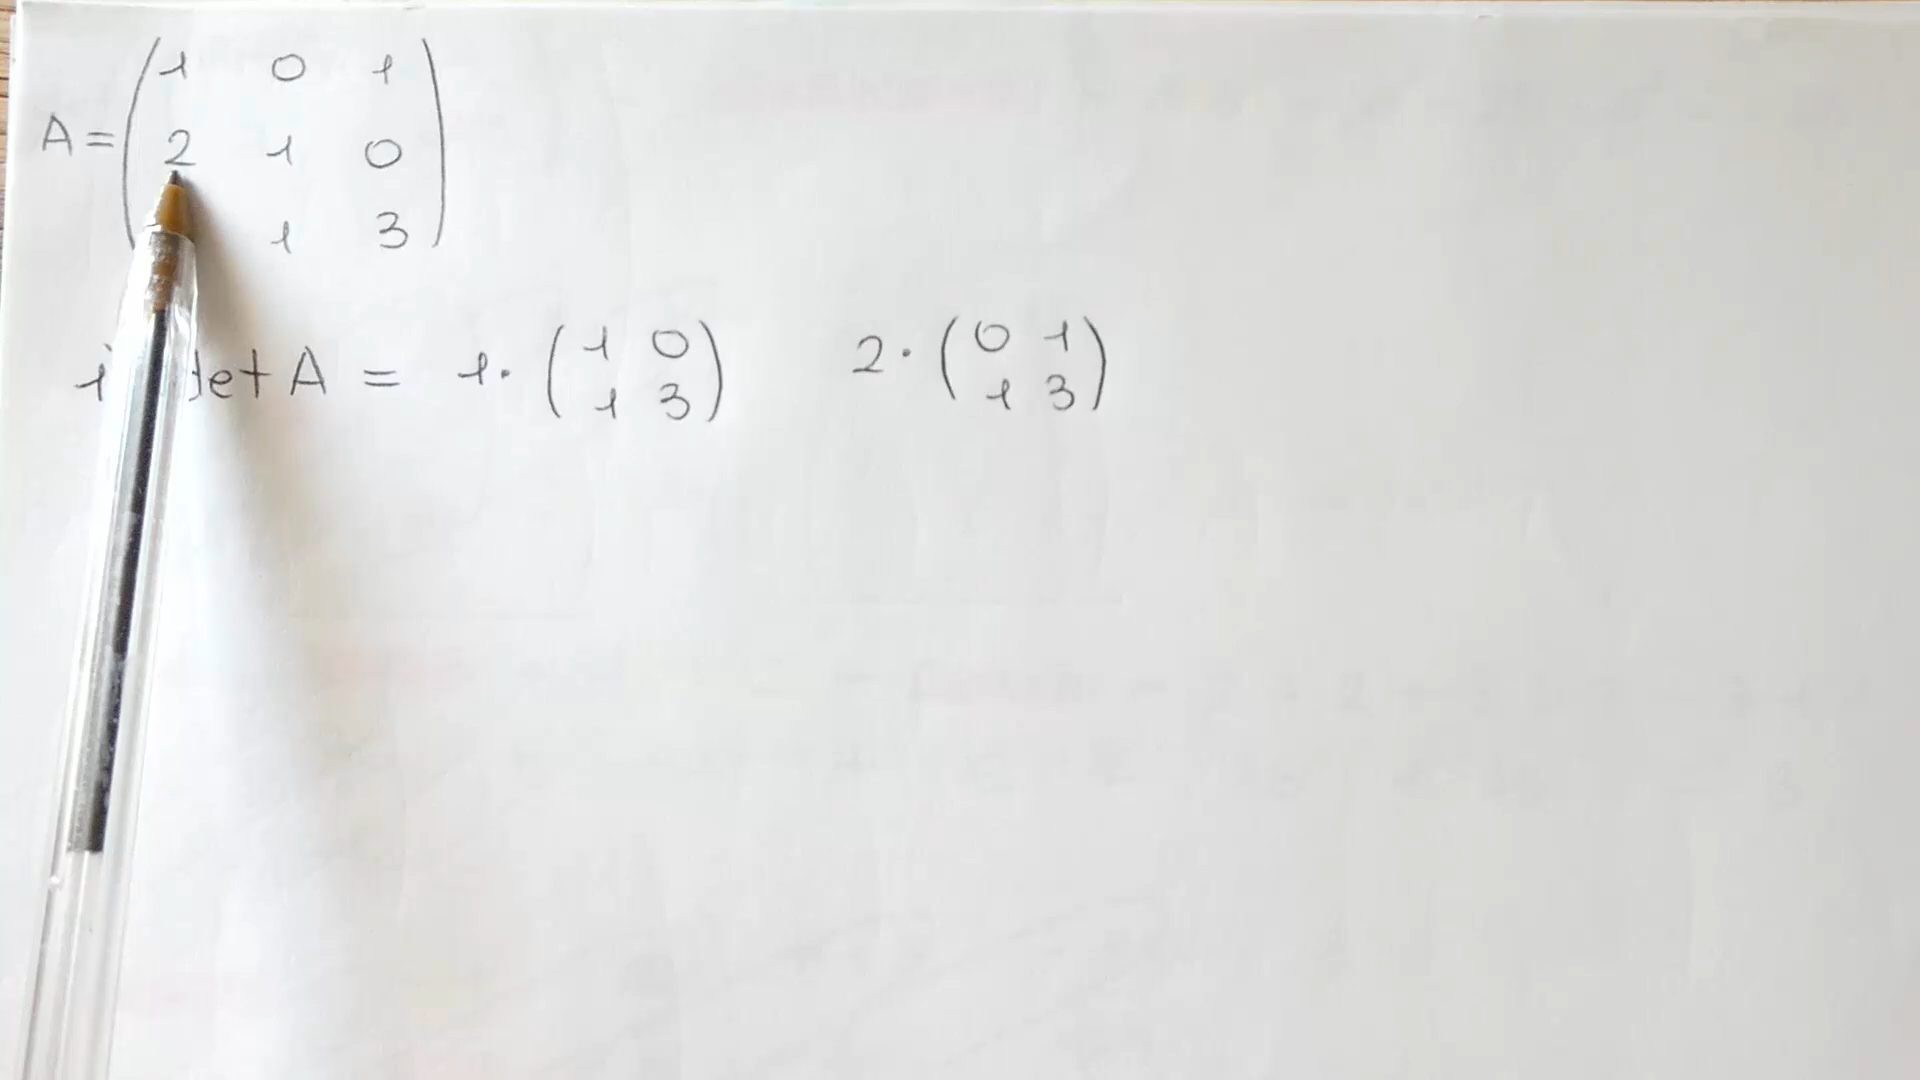 1 0 1
A = 2 1 0
1 3
det A = 1 · (1 0) 2 · (0 1)
(1 3) (1 3)